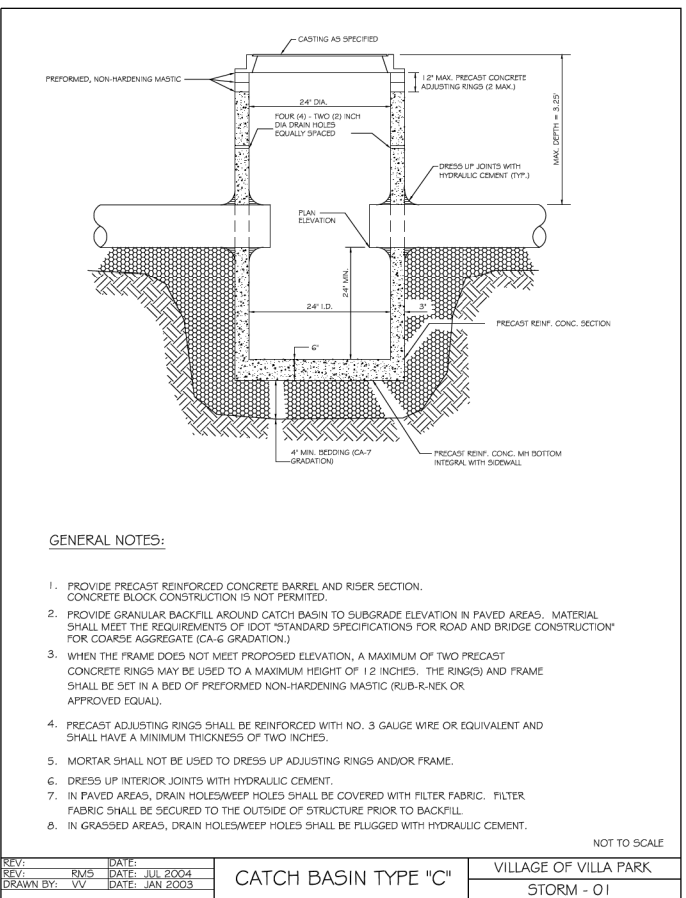 CASTING AS SPECIFIED
PREFORMED, NON-HARDENING MASTIC
12" MAX. PRECAST CONCRETE
ADJUSTING RINGS (2 MAX.)
24" DIA.
FOUR (4) - TWO (2) INCH
DIA DRAIN HOLES
EQUALLY SPACED
MAX. DEPTH = 3.25'
DRESS UP JOINTS WITH
HYDRAULIC CEMENT (TYP.)
PLAN
ELEVATION
24" MIN.
24" I.D.
3"
PRECAST REINF. CONC. SECTION
6"
4" MIN. BEDDING (CA-7
GRADATION)
PRECAST REINF. CONC. MH BOTTOM
INTEGRAL WITH SIDEWALL
GENERAL NOTES:
1. PROVIDE PRECAST REINFORCED CONCRETE BARREL AND RISER SECTION.
CONCRETE BLOCK CONSTRUCTION IS NOT PERMITED.
2. PROVIDE GRANULAR BACKFILL AROUND CATCH BASIN TO SUBGRADE ELEVATION IN PAVED AREAS. MATERIAL
SHALL MEET THE REQUIREMENTS OF IDOT "STANDARD SPECIFICATIONS FOR ROAD AND BRIDGE CONSTRUCTION"
FOR COARSE AGGREGATE (CA-6 GRADATION.)
3. WHEN THE FRAME DOES NOT MEET PROPOSED ELEVATION, A MAXIMUM OF TWO PRECAST
CONCRETE RINGS MAY BE USED TO A MAXIMUM HEIGHT OF 12 INCHES. THE RING(S) AND FRAME
SHALL BE SET IN A BED OF PREFORMED NON-HARDENING MASTIC (RUB-R-NEK OR
APPROVED EQUAL).
4. PRECAST ADJUSTING RINGS SHALL BE REINFORCED WITH NO. 3 GAUGE WIRE OR EQUIVALENT AND
SHALL HAVE A MINIMUM THICKNESS OF TWO INCHES.
5. MORTAR SHALL NOT BE USED TO DRESS UP ADJUSTING RINGS AND/OR FRAME.
6. DRESS UP INTERIOR JOINTS WITH HYDRAULIC CEMENT.
7. IN PAVED AREAS, DRAIN HOLES/WEEP HOLES SHALL BE COVERED WITH FILTER FABRIC. FILTER
FABRIC SHALL BE SECURED TO THE OUTSIDE OF STRUCTURE PRIOR TO BACKFILL.
8. IN GRASSED AREAS, DRAIN HOLES/WEEP HOLES SHALL BE PLUGGED WITH HYDRAULIC CEMENT.
NOT TO SCALE
REV: DATE:
REV: RMS DATE: JUL 2004
DRAWN BY: VV DATE: JAN 2003
CATCH BASIN TYPE "C"
VILLAGE OF VILLA PARK
STORM - 01